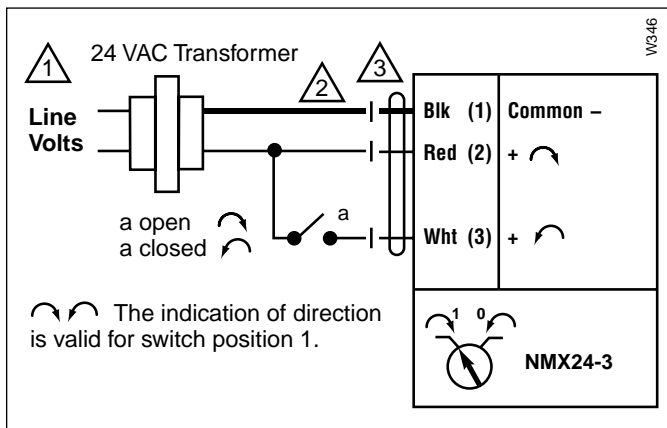 W346
1
24 VAC Transformer
2
3
Line
Volts
Blk (1) Common –
Red (2) +
a
Wht (3) +
a open
a closed
The indication of direction
is valid for switch position 1.
1 0
NMX24-3